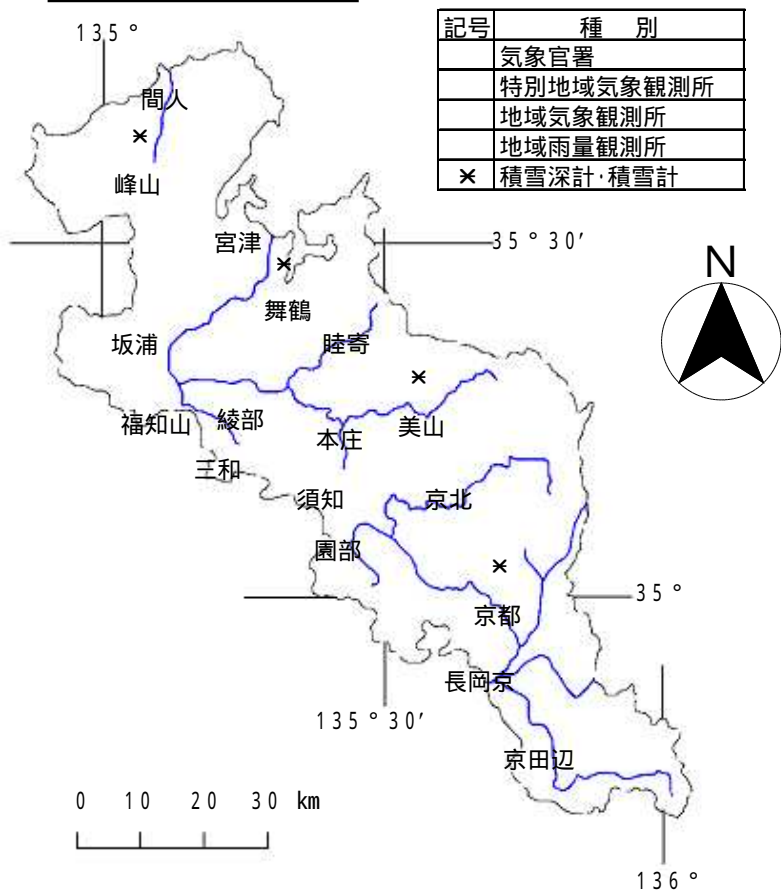 135°
記号 種 別
気象官署
特別地域気象観測所
地域気象観測所
地域雨量観測所
× 積雪深計・積雪計
間人
峰山
宮津
35°30′
N
舞鶴
坂浦
睦寄
福知山
綾部
本庄
美山
三和
須知
京北
園部
35°
京都
長岡京
135°30′
京田辺
0 10 20 30 km
136°